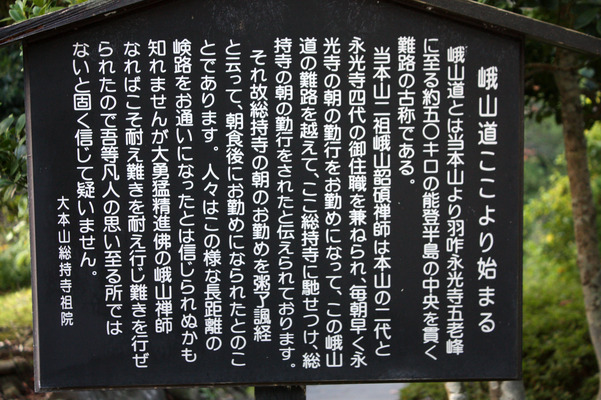 峨山道ここより始まる
峨山道とは当本山より羽咋永光寺五老峰
に至る約五〇キロの能登半島の中央を貫く
難路の古称である。
当本山二祖峨山韶碩禅師は本山の二代と
永光寺四代の御住職を兼ねられ、毎朝早く永
光寺の朝の勤行をお勤めになって、この峨山
道の難路を越えて、ここ総持寺に馳せつけ、総
持寺の朝の勤行をされたと伝えられております。
それ故総持寺の朝のお勤めを粥了諷経
と云って、朝食後にお勤めになられたとのこ
とであります。人々はこの様な長距離の
峻路をお通いになったとは信じられぬかも
知れませんが大勇猛精進佛の峨山禅師
なればこそ耐え難きを耐え行じ難きを行ぜ
られたので吾等凡人の思い至る所では
ないと固く信じて疑いません。
大本山総持寺祖院